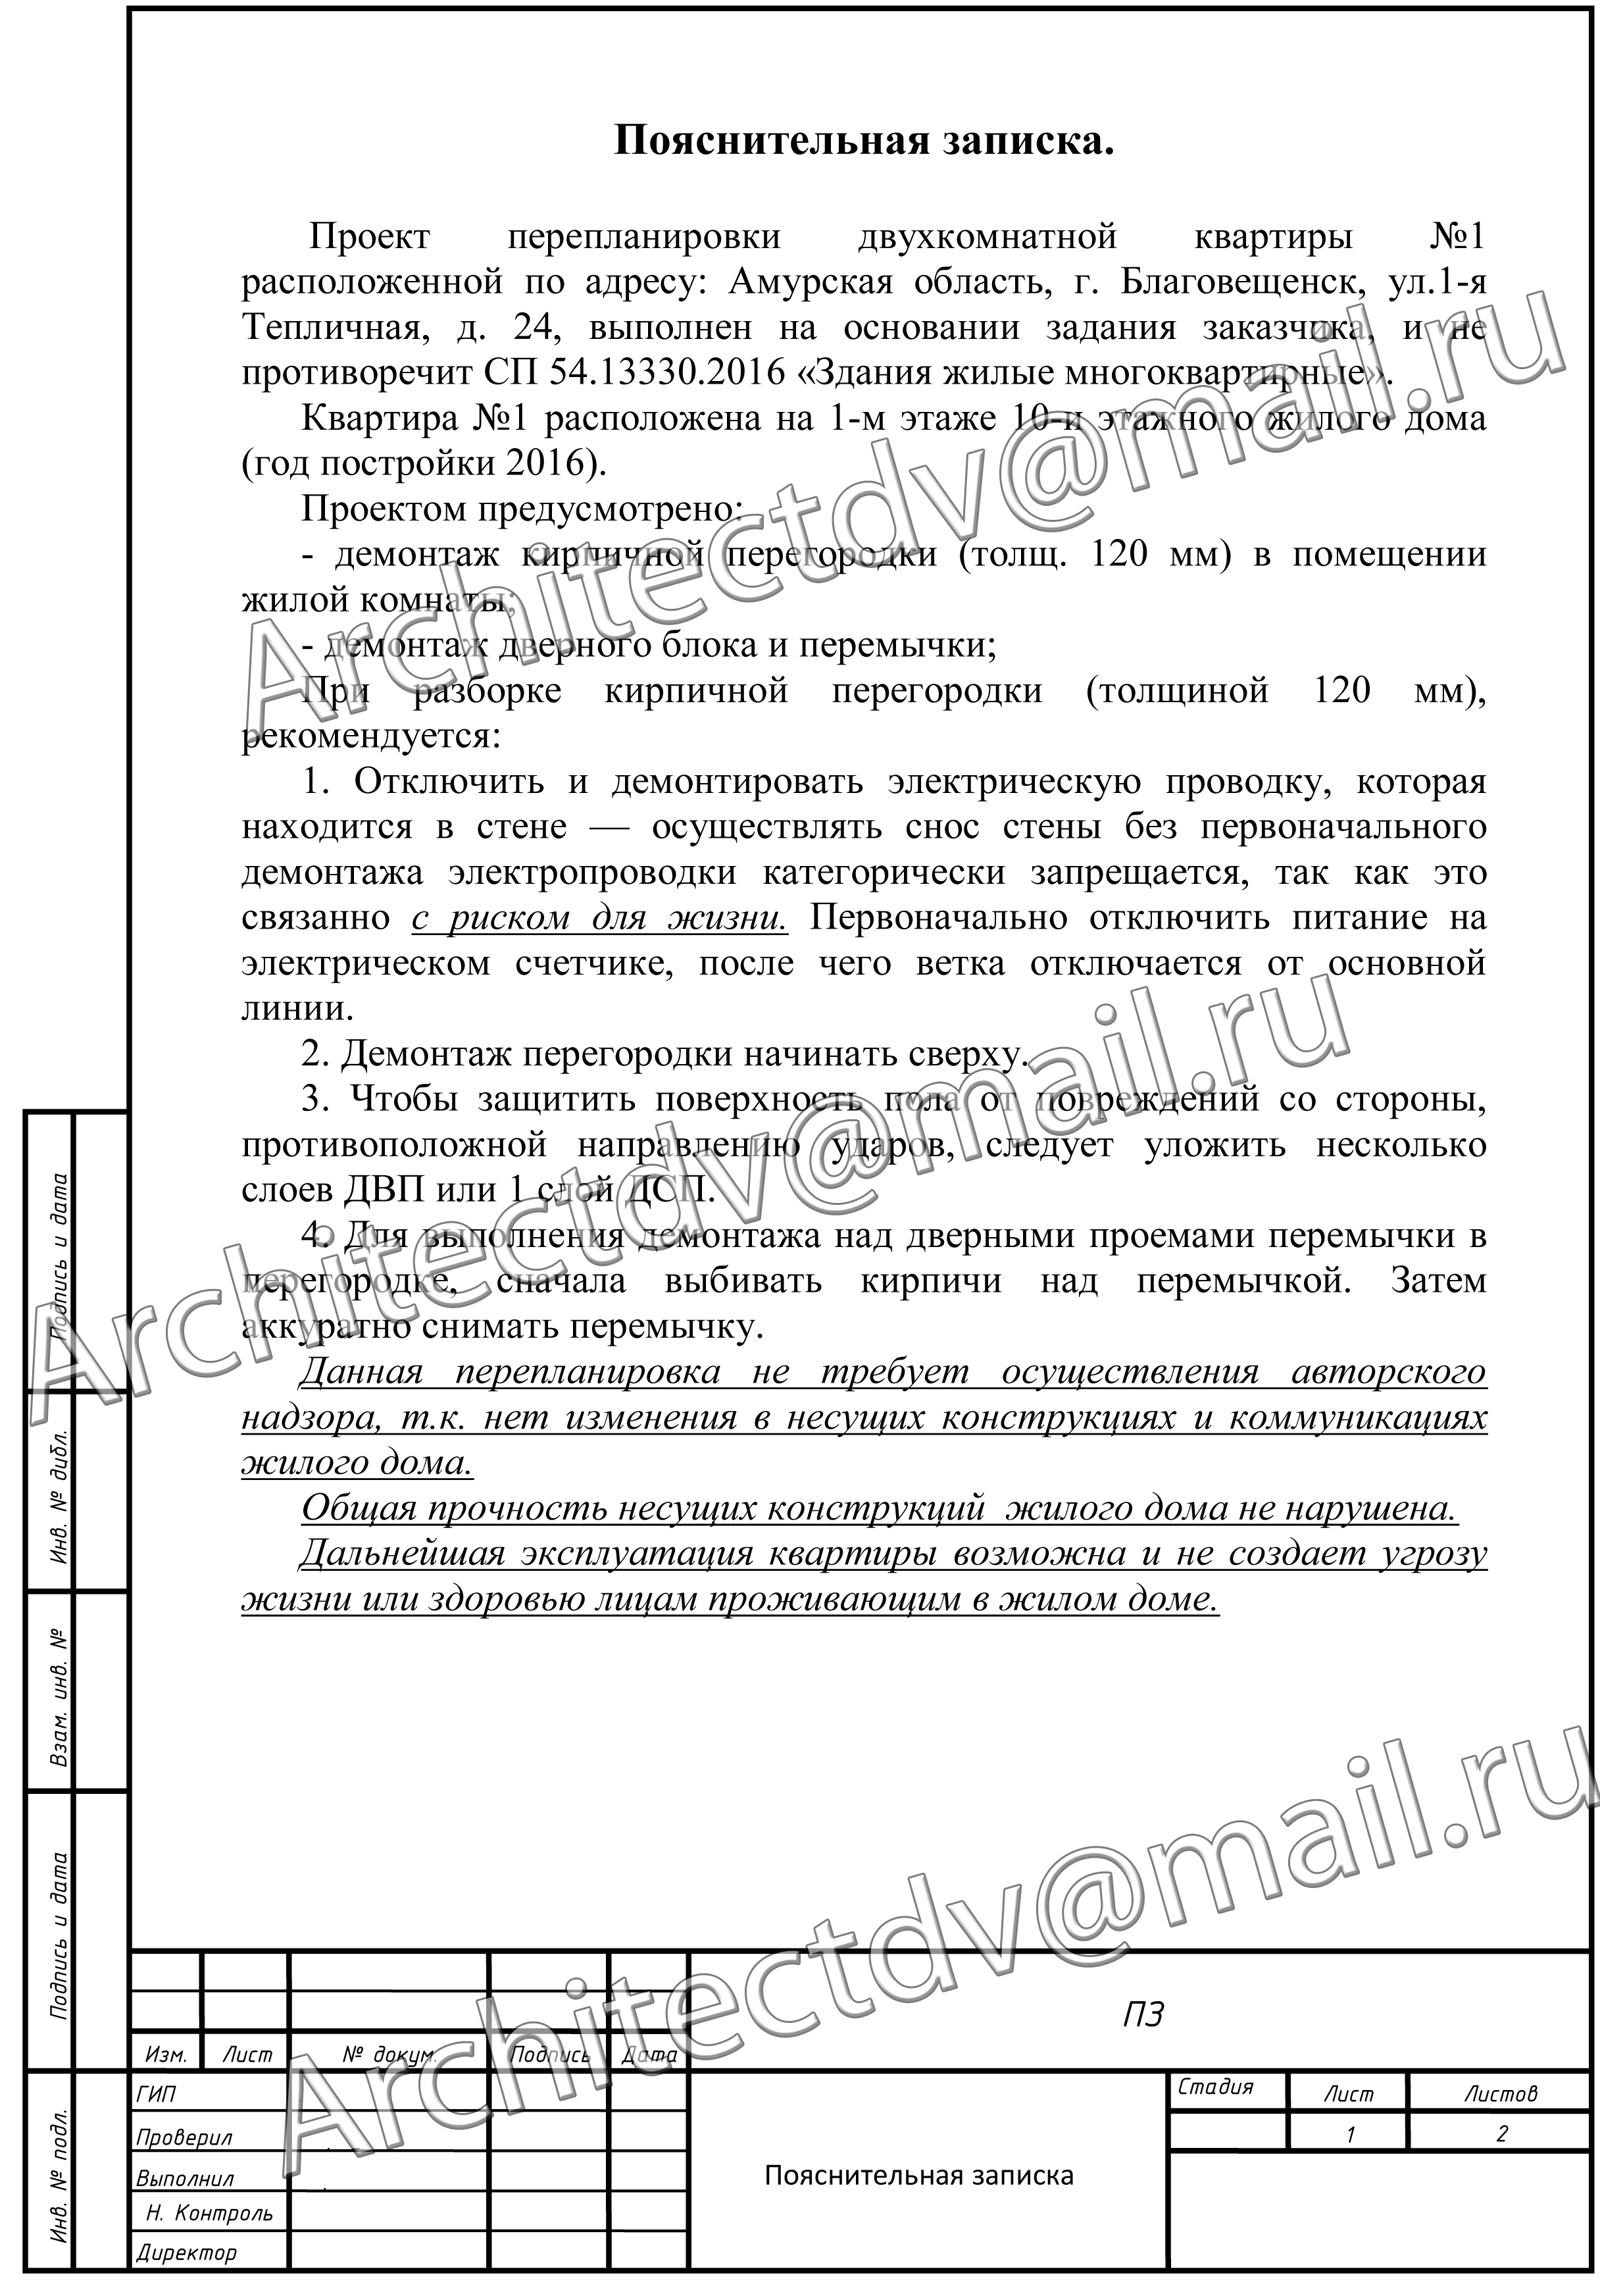 Пояснительная записка.
Проект перепланировки двухкомнатной квартиры №1
расположенной по адресу: Амурская область, г. Благовещенск, ул.1-я
Тепличная, д. 24, выполнен на основании задания заказчика, и не
противоречит СП 54.13330.2016 «Здания жилые многоквартирные».
Квартира №1 расположена на 1-м этаже 10-и этажного жилого дома
(год постройки 2016).
Проектом предусмотрено:
- демонтаж кирпичной перегородки (толщ. 120 мм) в помещении
жилой комнаты;
- демонтаж дверного блока и перемычки;
При разборке кирпичной перегородки (толщиной 120 мм),
рекомендуется:
1. Отключить и демонтировать электрическую проводку, которая
находится в стене — осуществлять снос стены без первоначального
демонтажа электропроводки категорически запрещается, так как это
связанно с риском для жизни. Первоначально отключить питание на
электрическом счетчике, после чего ветка отключается от основной
линии.
2. Демонтаж перегородки начинать сверху.
3. Чтобы защитить поверхность пола от повреждений со стороны,
противоположной направлению ударов, следует уложить несколько
слоев ДВП или 1 слой ДСП.
4. Для выполнения демонтажа над дверными проемами перемычки в
перегородке, сначала выбивать кирпичи над перемычкой. Затем
аккуратно снимать перемычку.
Данная перепланировка не требует осуществления авторского
надзора, т.к. нет изменения в несущих конструкциях и коммуникациях
жилого дома.
Общая прочность несущих конструкций жилого дома не нарушена.
Дальнейшая эксплуатация квартиры возможна и не создает угрозу
жизни или здоровью лицам проживающим в жилом доме.
Architectdv@mail.ru
Architectdv@mail.ru
Architectdv@mail.ru
Подпись и дата
Инв. № дубл.
Взам. инв. №
Подпись и дата
Инв. № подл.
ПЗ
Изм. Лист № докум. Подпись Дата
ГИП
Проверил
Выполнил
Н. Контроль
Директор
Пояснительная записка
Стадия Лист Листов
1 2